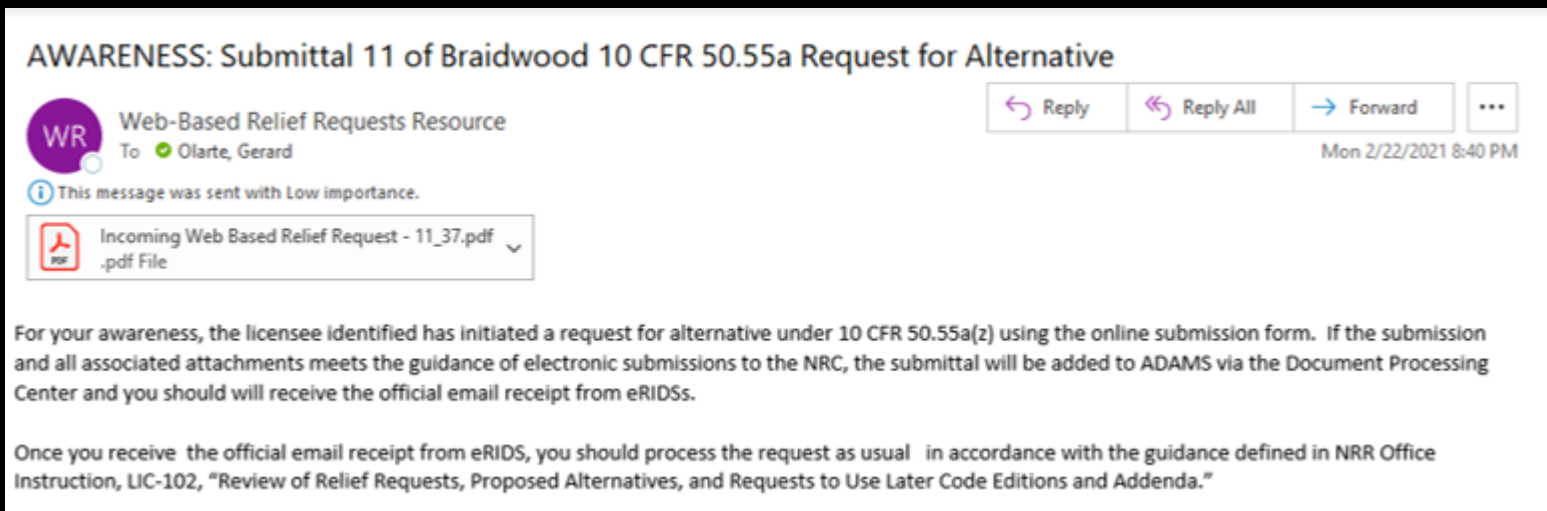 AWARENESS: Submittal 11 of Braidwood 10 CFR 50.55a Request for Alternative
WR
Web-Based Relief Requests Resource
To Olarte, Gerard
Reply
Reply All
Forward
...
Mon 2/22/2021 8:40 PM
This message was sent with Low importance.
PDF
Incoming Web Based Relief Request - 11_37.pdf
.pdf File
For your awareness, the licensee identified has initiated a request for alternative under 10 CFR 50.55a(z) using the online submission form.  If the submission
and all associated attachments meets the guidance of electronic submissions to the NRC, the submittal will be added to ADAMS via the Document Processing
Center and you should will receive the official email receipt from eRIDSs.
Once you receive  the official email receipt from eRIDS, you should process the request as usual   in accordance with the guidance defined in NRR Office
Instruction, LIC-102, “Review of Relief Requests, Proposed Alternatives, and Requests to Use Later Code Editions and Addenda.”